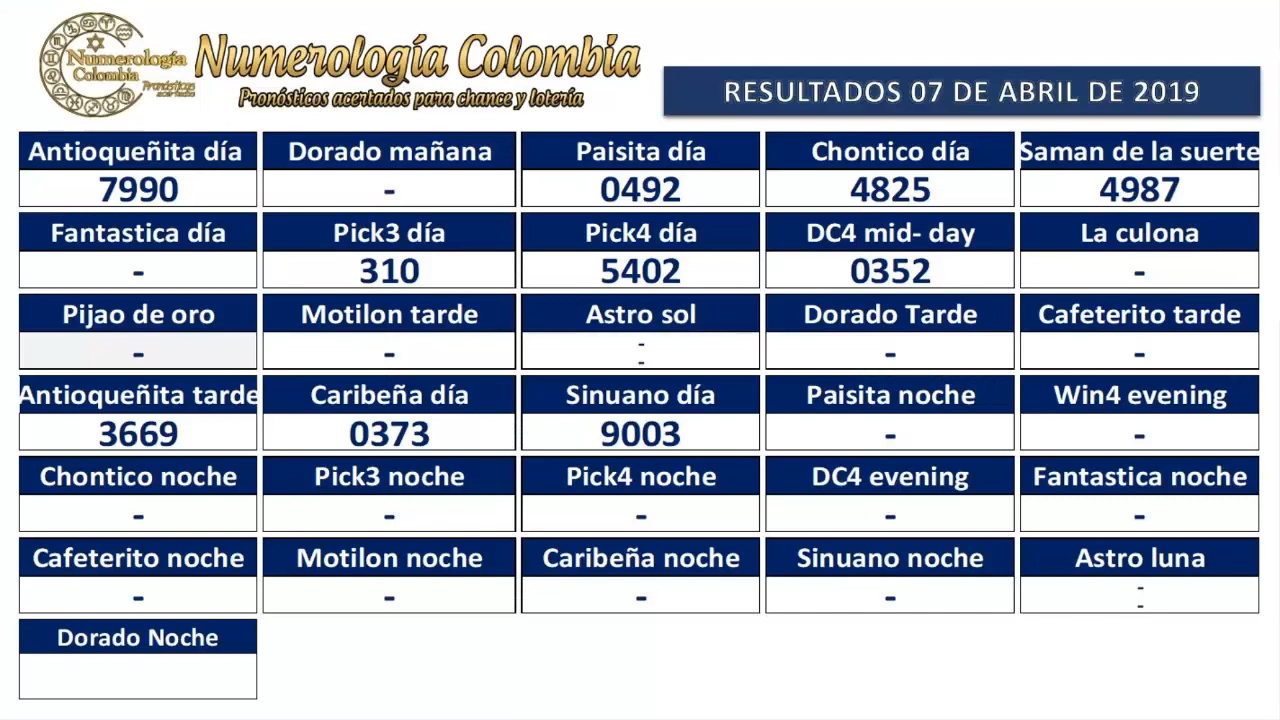 Numerología
Colombia
Pronósticos
Numerología Colombia
Pronósticos acertados para chance y lotería
RESULTADOS 07 DE ABRIL DE 2019
Antioqueñita día Dorado mañana Paisita día Chontico día Saman de la suerte
7990 - 0492 4825 4987
Fantastica día Pick3 día Pick4 día DC4 mid- day La culona
- 310 5402 0352 -
Pijao de oro Motilon tarde Astro sol Dorado Tarde Cafeterito tarde
- - - - -
-
Antioqueñita tarde Caribeña día Sinuano día Paisita noche Win4 evening
3669 0373 9003 - -
Chontico noche Pick3 noche Pick4 noche DC4 evening Fantastica noche
- - - - -
Cafeterito noche Motilon noche Caribeña noche Sinuano noche Astro luna
- - - - -
-
Dorado Noche